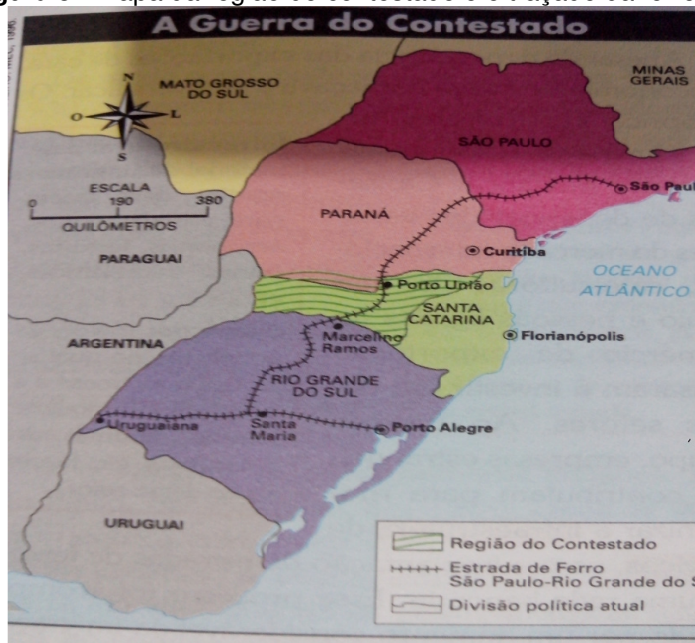 A Guerra do Contestado
MATO GROSSO
DO SUL
MINAS
GERAIS
N
O
L
S
SÃO PAULO
ESCALA
0 190 380
QUILÔMETROS
São Paul
PARANÁ
PARAGUAI
Curitiba
OCEANO
ATLÂNTICO
Porto União
SANTA
CATARINA
ARGENTINA
Marcelino
Ramos
Florianópolis
RIO GRANDE
DO SUL
Uruguaiana
Santa
Maria
Porto Alegre
URUGUAI
Região do Contestado
Estrada de Ferro
São Paulo-Rio Grande do S
Divisão política atual